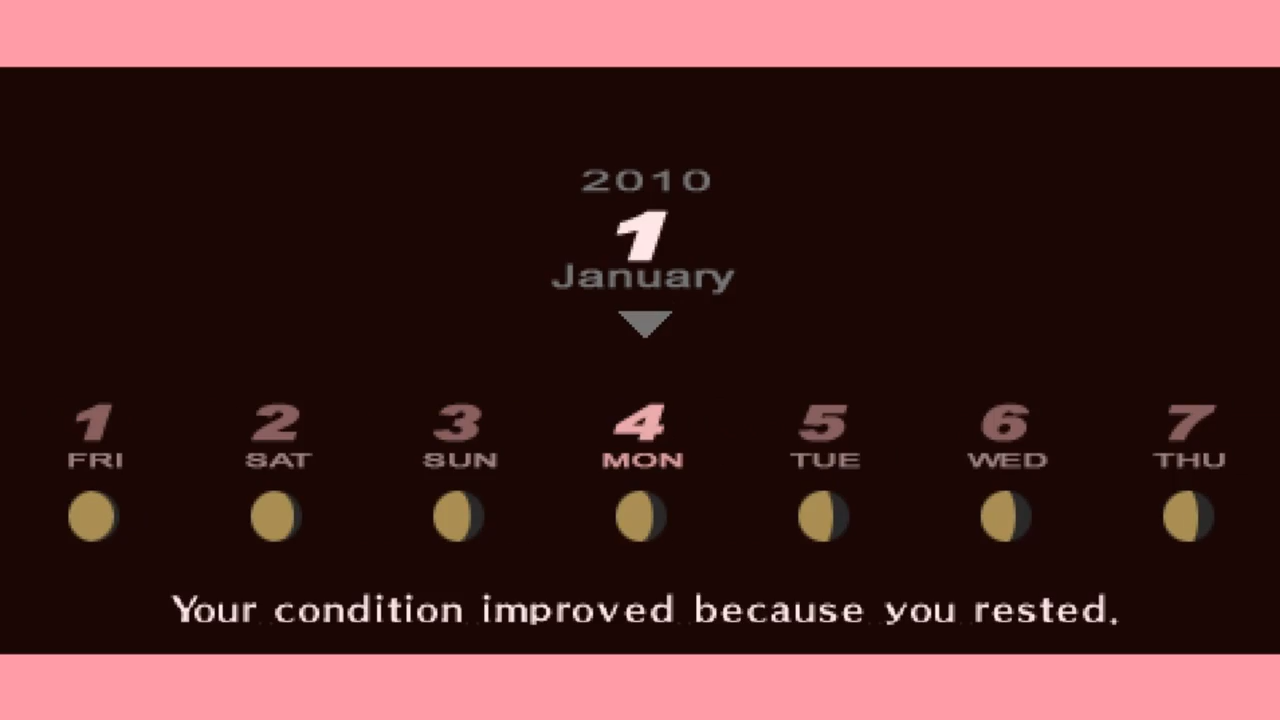 2010
1
January
1 2 3 4 5 6 7
FRI SAT SUN MON TUE WED THU
Your condition improved because you rested.